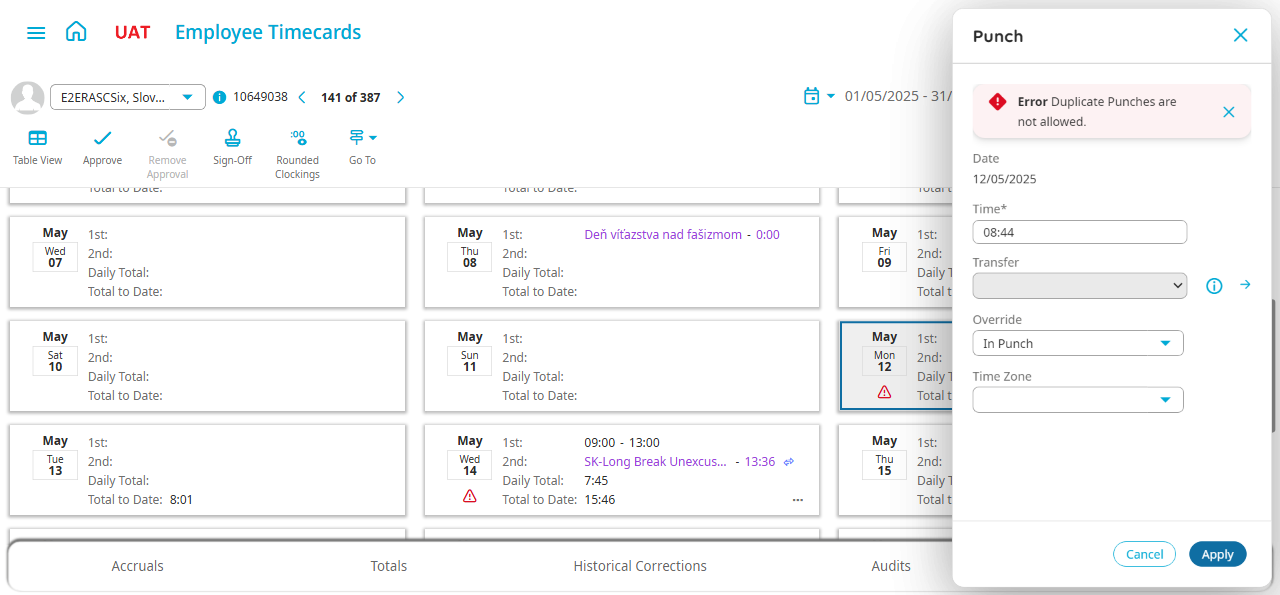 UAT
Employee Timecards
E2ERASCSix, Slov...
10649038
141 of 387
01/05/2025 - 31/
Table View
Approve
Remove
Approval
Sign-Off
Rounded
Clockings
Go To
Total to Date:
Total to Date:
May
Wed
07
1st:
2nd:
Daily Total:
Total to Date:
May
Thu
08
1st: Deň víťazstva nad fašizmom - 0:00
2nd:
Daily Total:
Total to Date:
May
Fri
09
1st:
2nd:
Daily T
Total t
May
Sat
10
1st:
2nd:
Daily Total:
Total to Date:
May
Sun
11
1st:
2nd:
Daily Total:
Total to Date:
May
Mon
12
1st:
2nd:
Daily T
Total t
May
Tue
13
1st:
2nd:
Daily Total:
Total to Date: 8:01
May
Wed
14
1st: 09:00 - 13:00
2nd: SK-Long Break Unexcus... - 13:36
Daily Total: 7:45
Total to Date: 15:46
...
May
Thu
15
1st:
2nd:
Daily T
Total t
Accruals
Totals
Historical Corrections
Audits
Punch
Error Duplicate Punches are
not allowed.
Date
12/05/2025
Time*
08:44
Transfer
Override
In Punch
Time Zone
Cancel
Apply